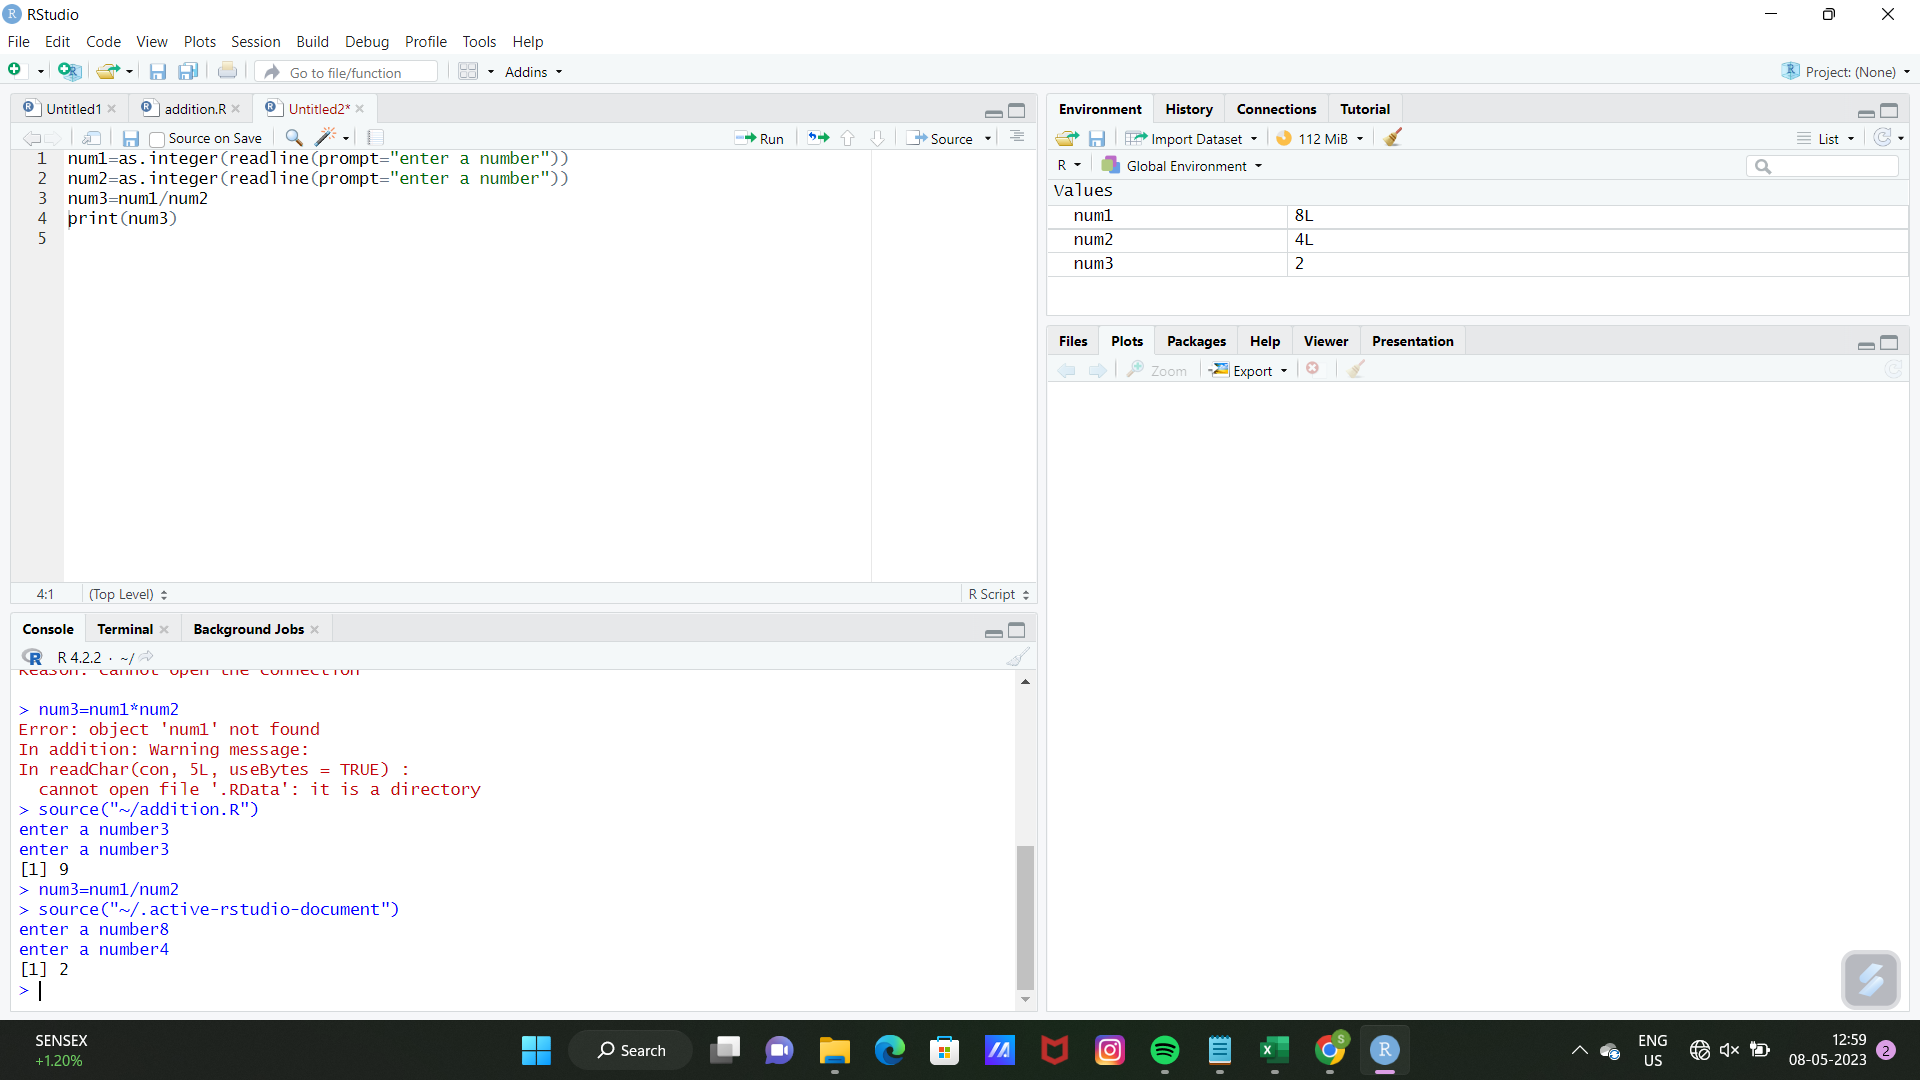 RStudio
File Edit Code View Plots Session Build Debug Profile Tools Help
Go to file/function Addins Project: (None)
Untitled1 addition.R Untitled2*
Source on Save Run Source
1 num1=as.integer(readline(prompt="enter a number"))
2 num2=as.integer(readline(prompt="enter a number"))
3 num3=num1/num2
4 print(num3)
5
4:1 (Top Level) R Script
Console Terminal Background Jobs
R 4.2.2 · ~/
Reason: Cannot open the connection
> num3=num1*num2
Error: object 'num1' not found
In addition: Warning message:
In readChar(con, 5L, useBytes = TRUE) :
cannot open file '.RData': it is a directory
> source("~/addition.R")
enter a number3
enter a number3
[1] 9
> num3=num1/num2
> source("~/.active-rstudio-document")
enter a number8
enter a number4
[1] 2
>
Environment History Connections Tutorial
Import Dataset 112 MiB List
R Global Environment
Values
num1 8L
num2 4L
num3 2
Files Plots Packages Help Viewer Presentation
Zoom Export
SENSEX
+1.20%
Search
S
R
ENG
US
12:59
08-05-2023
2